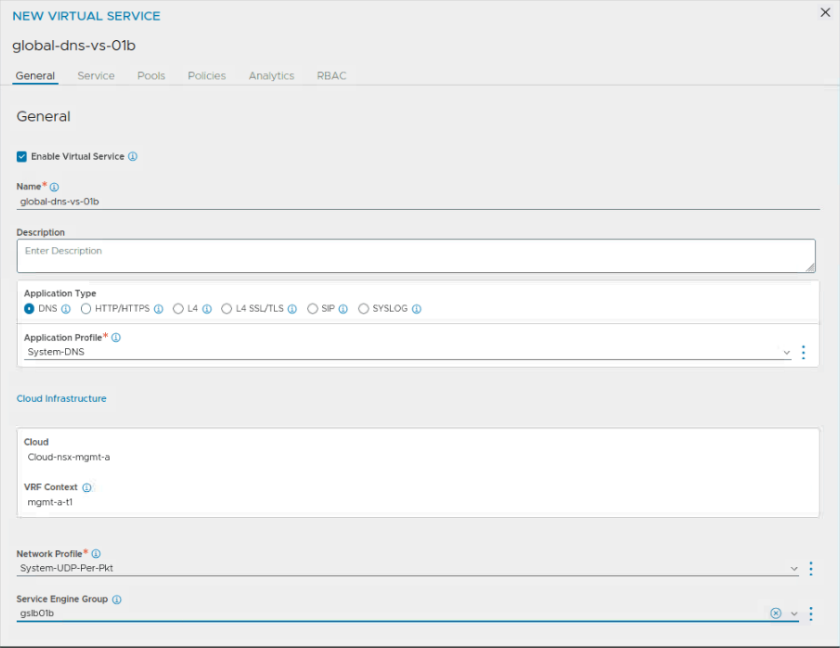 NEW VIRTUAL SERVICE
global-dns-vs-01b
General Service Pools Policies Analytics RBAC
General
Enable Virtual Service
Name*
global-dns-vs-01b
Description
Enter Description
Application Type
DNS HTTP/HTTPS L4 L4 SSL/TLS SIP SYSLOG
Application Profile*
System-DNS
Cloud Infrastructure
Cloud
Cloud-nsx-mgmt-a
VRF Context
mgmt-a-t1
Network Profile*
System-UDP-Per-Pkt
Service Engine Group
gslb01b